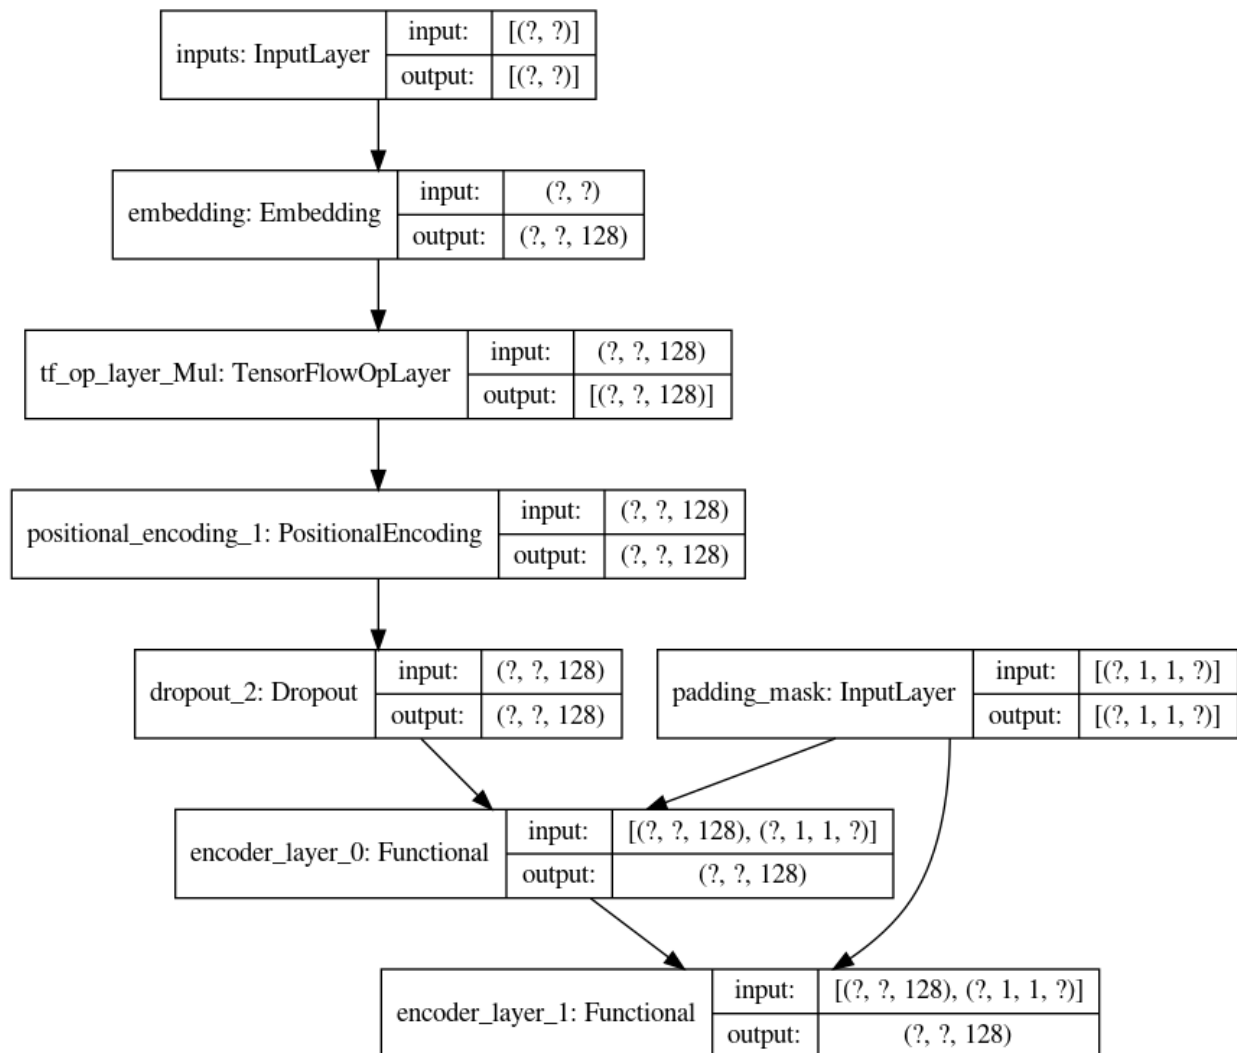 inputs: InputLayer
input:
[(?, ?)]
output:
[(?, ?)]
embedding: Embedding
input:
(?, ?)
output:
(?, ?, 128)
tf_op_layer_Mul: TensorFlowOpLayer
input:
(?, ?, 128)
output:
[(?, ?, 128)]
positional_encoding_1: PositionalEncoding
input:
(?, ?, 128)
output:
(?, ?, 128)
dropout_2: Dropout
input:
(?, ?, 128)
output:
(?, ?, 128)
padding_mask: InputLayer
input:
[(?, 1, 1, ?)]
output:
[(?, 1, 1, ?)]
encoder_layer_0: Functional
input:
[(?, ?, 128), (?, 1, 1, ?)]
output:
(?, ?, 128)
encoder_layer_1: Functional
input:
[(?, ?, 128), (?, 1, 1, ?)]
output:
(?, ?, 128)